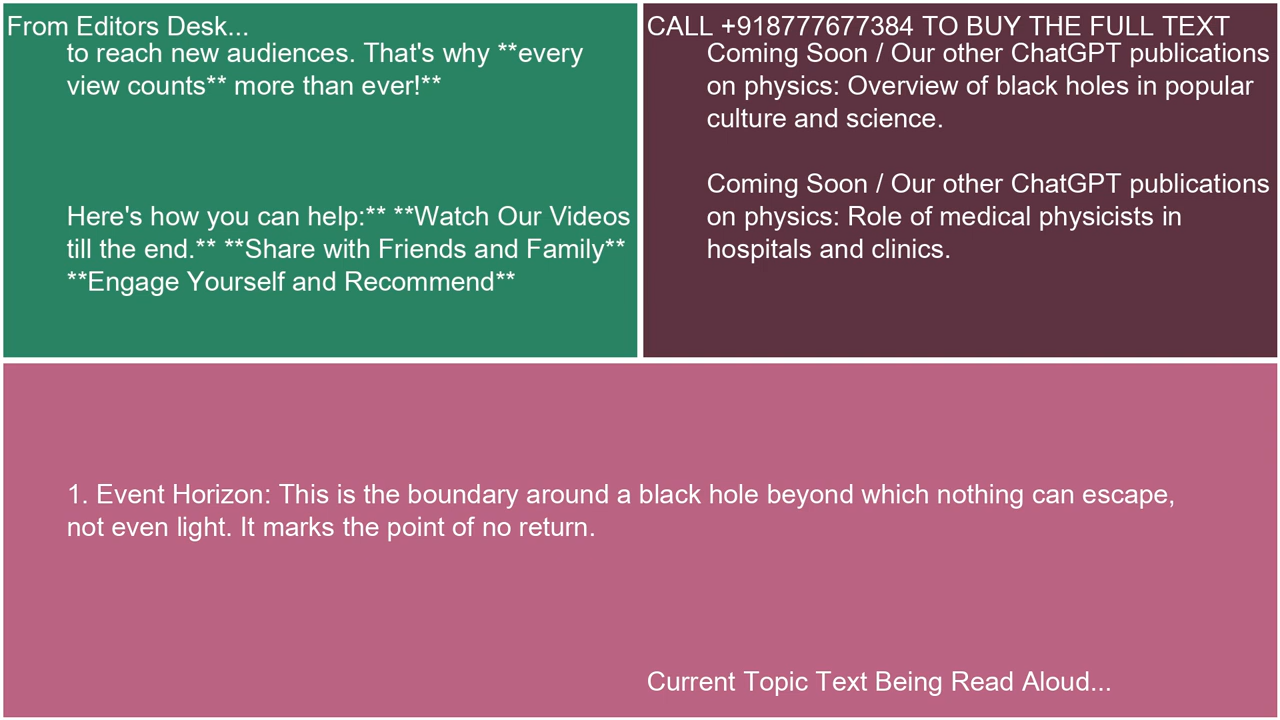 From Editors Desk...
to reach new audiences. That's why **every
view counts** more than ever!**
Here's how you can help:** **Watch Our Videos
till the end.** **Share with Friends and Family**
**Engage Yourself and Recommend**
CALL +918777677384 TO BUY THE FULL TEXT
Coming Soon / Our other ChatGPT publications
on physics: Overview of black holes in popular
culture and science.
Coming Soon / Our other ChatGPT publications
on physics: Role of medical physicists in
hospitals and clinics.
1. Event Horizon: This is the boundary around a black hole beyond which nothing can escape,
not even light. It marks the point of no return.
Current Topic Text Being Read Aloud...